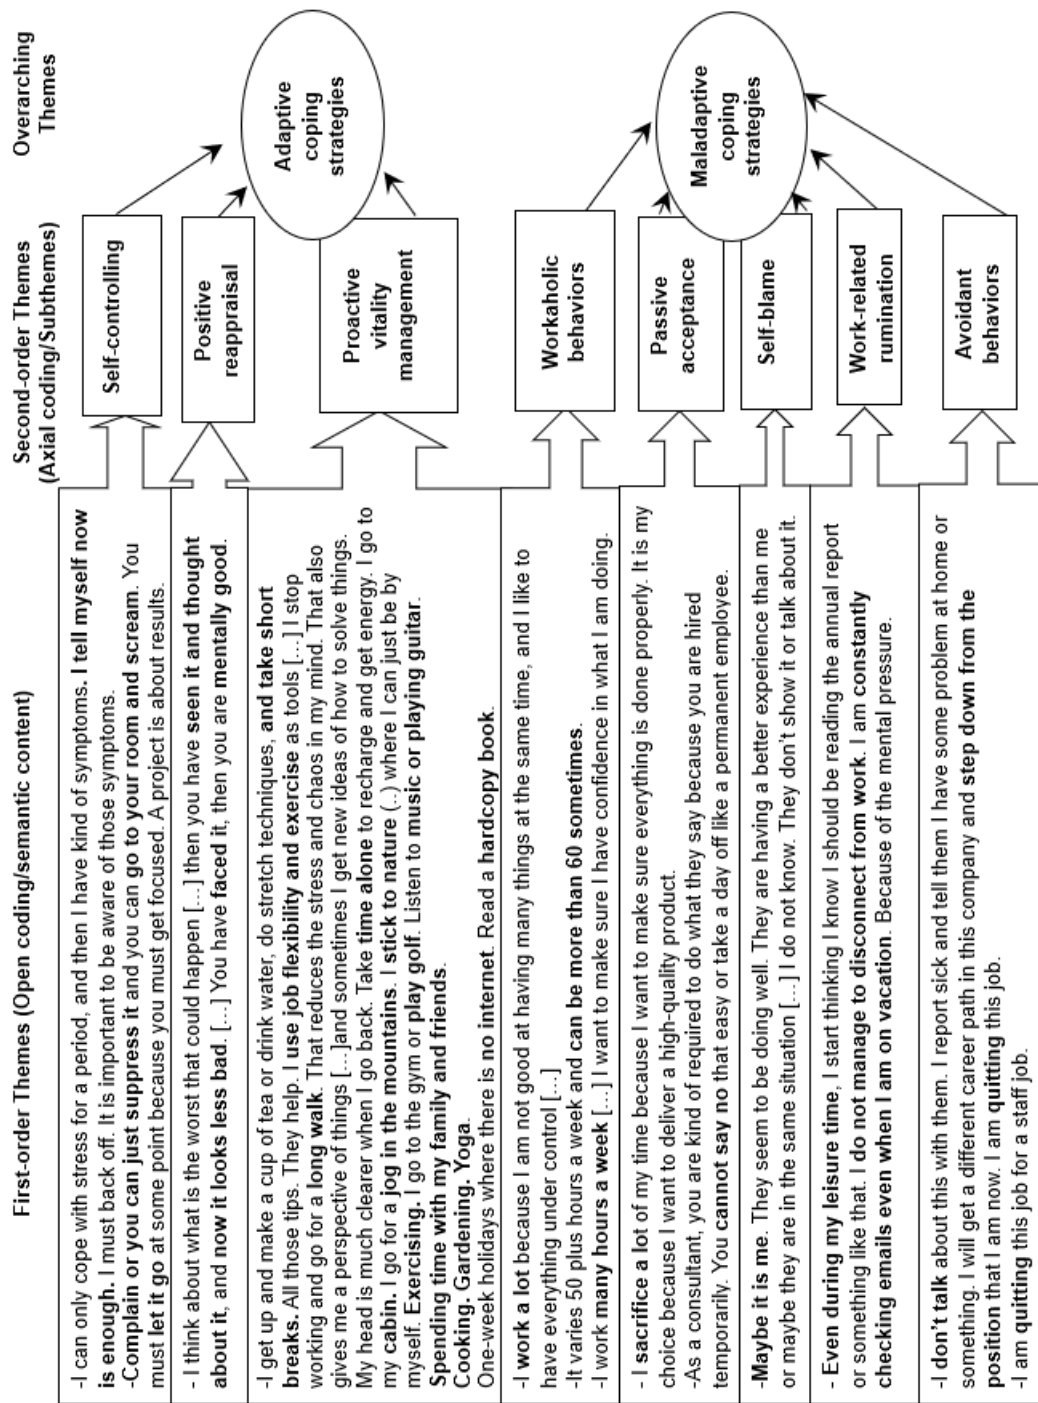 First-order Themes (Open coding/semantic content)
Second-order Themes
(Axial coding/Subthemes)
Overarching
Themes
-I can only cope with stress for a period, and then I have kind of symptoms. I tell myself now
is enough. I must back off. It is important to be aware of those symptoms.
-Complain or you can just suppress it and you can go to your room and scream. You
must let it go at some point because you must get focused. A project is about results.
Self-controlling
- I think about what is the worst that could happen [...] then you have seen it and thought
about it, and now it looks less bad. [...] You have faced it, then you are mentally good.
Positive
reappraisal
-I get up and make a cup of tea or drink water, do stretch techniques, and take short
breaks. All those tips. They help. I use job flexibility and exercise as tools [...] I stop
working and go for a long walk. That reduces the stress and chaos in my mind. That also
gives me a perspective of things [...]and sometimes I get new ideas of how to solve things.
My head is much clearer when I go back. Take time alone to recharge and get energy. I go to
my cabin. I go for a jog in the mountains. I stick to nature (..) where I can just be by
myself. Exercising. I go to the gym or play golf. Listen to music or playing guitar.
Spending time with my family and friends.
Cooking. Gardening. Yoga.
One-week holidays where there is no internet. Read a hardcopy book.
Proactive
vitality
management
Adaptive
coping
strategies
-I work a lot because I am not good at having many things at the same time, and I like to
have everything under control [...]
-It varies 50 plus hours a week and can be more than 60 sometimes.
-I work many hours a week [...] I want to make sure I have confidence in what I am doing.
Workaholic
behaviors
- I sacrifice a lot of my time because I want to make sure everything is done properly. It is my
choice because I want to deliver a high-quality product.
-As a consultant, you are kind of required to do what they say because you are hired
temporarily. You cannot say no that easy or take a day off like a permanent employee.
Passive
acceptance
-Maybe it is me. They seem to be doing well. They are having a better experience than me
or maybe they are in the same situation [...] I do not know. They don't show it or talk about it.
Self-blame
- Even during my leisure time, I start thinking I know I should be reading the annual report
or something like that. I do not manage to disconnect from work. I am constantly
checking emails even when I am on vacation. Because of the mental pressure.
Work-related
rumination
-I don't talk about this with them. I report sick and tell them I have some problem at home or
something. I will get a different career path in this company and step down from the
position that I am now. I am quitting this job.
-I am quitting this job for a staff job.
Avoidant
behaviors
Maladaptive
coping
strategies